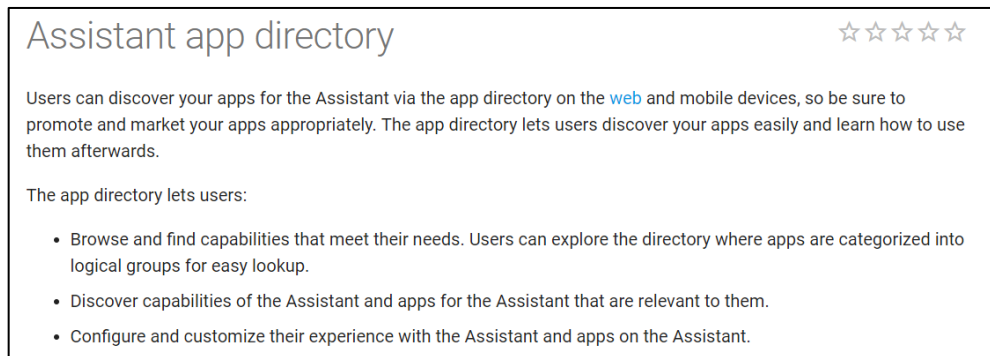 Assistant app directory
Users can discover your apps for the Assistant via the app directory on the web and mobile devices, so be sure to
promote and market your apps appropriately. The app directory lets users discover your apps easily and learn how to use
them afterwards.
The app directory lets users:
• Browse and find capabilities that meet their needs. Users can explore the directory where apps are categorized into
logical groups for easy lookup.
• Discover capabilities of the Assistant and apps for the Assistant that are relevant to them.
• Configure and customize their experience with the Assistant and apps on the Assistant.